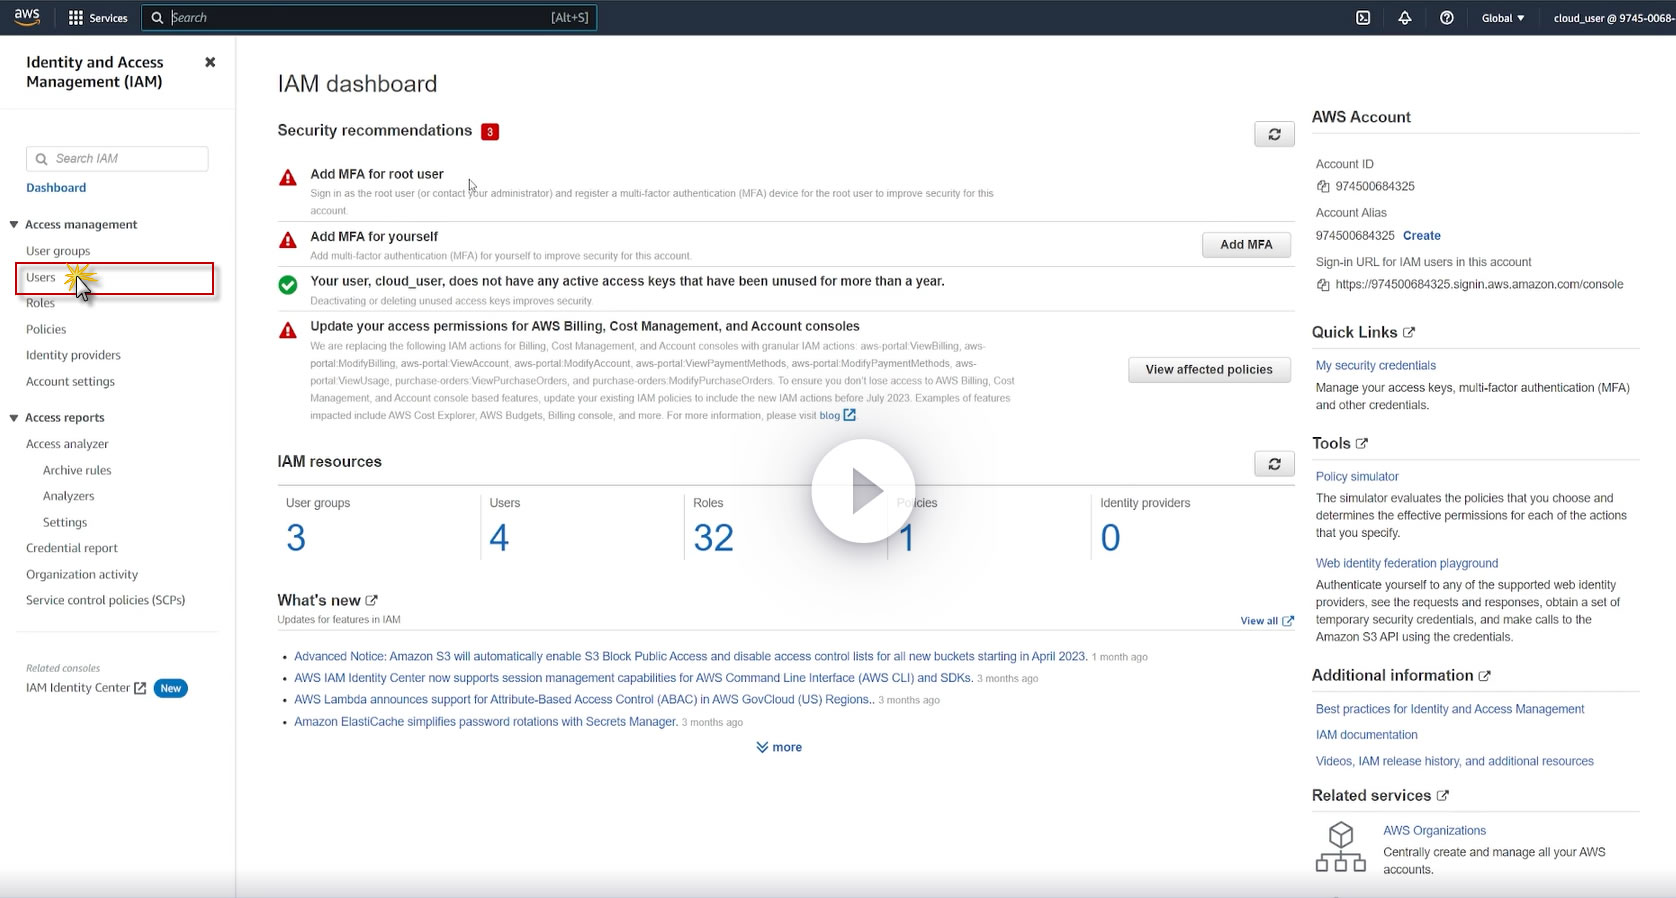 aws
Services
Search
[Alt+S]
Global
cloud_user @ 9745-0068-
Identity and Access
Management (IAM)
Search IAM
Dashboard
Access management
User groups
Users
Roles
Policies
Identity providers
Account settings
Access reports
Access analyzer
Archive rules
Analyzers
Settings
Credential report
Organization activity
Service control policies (SCPs)
Related consoles
IAM Identity Center New
IAM dashboard
Security recommendations 3
Add MFA for root user
Sign in as the root user (or contact your administrator) and register a multi-factor authentication (MFA) device for the root user to improve security for this
account.
Add MFA for yourself
Add multi-factor authentication (MFA) for yourself to improve security for this account.
Add MFA
Your user, cloud_user, does not have any active access keys that have been unused for more than a year.
Deactivating or deleting unused access keys improves security.
Update your access permissions for AWS Billing, Cost Management, and Account consoles
We are replacing the following IAM actions for Billing, Cost Management, and Account consoles with granular IAM actions: aws-portal:ViewBilling, aws-
portal:ModifyBilling, aws-portal:ViewAccount, aws-portal:ModifyAccount, aws-portal:ViewPaymentMethods, aws-portal:ModifyPaymentMethods, aws-
portal:ViewUsage, purchase-orders:ViewPurchaseOrders, and purchase-orders:ModifyPurchaseOrders. To ensure you don't lose access to AWS Billing, Cost
Management, and Account console based features, update your existing IAM policies to include the new IAM actions before July 2023. Examples of features
impacted include AWS Cost Explorer, AWS Budgets, Billing console, and more. For more information, please visit blog
View affected policies
IAM resources
User groups
3
Users
4
Roles
32
Policies
1
Identity providers
0
What's new
Updates for features in IAM
View all
• Advanced Notice: Amazon S3 will automatically enable S3 Block Public Access and disable access control lists for all new buckets starting in April 2023. 1 month ago
• AWS IAM Identity Center now supports session management capabilities for AWS Command Line Interface (AWS CLI) and SDKs. 3 months ago
• AWS Lambda announces support for Attribute-Based Access Control (ABAC) in AWS GovCloud (US) Regions.. 3 months ago
• Amazon ElastiCache simplifies password rotations with Secrets Manager. 3 months ago
more
AWS Account
Account ID
974500684325
Account Alias
974500684325 Create
Sign-in URL for IAM users in this account
https://974500684325.signin.aws.amazon.com/console
Quick Links
My security credentials
Manage your access keys, multi-factor authentication (MFA)
and other credentials.
Tools
Policy simulator
The simulator evaluates the policies that you choose and
determines the effective permissions for each of the actions
that you specify.
Web identity federation playground
Authenticate yourself to any of the supported web identity
providers, see the requests and responses, obtain a set of
temporary security credentials, and make calls to the
Amazon S3 API using the credentials.
Additional information
Best practices for Identity and Access Management
IAM documentation
Videos, IAM release history, and additional resources
Related services
AWS Organizations
Centrally create and manage all your AWS
accounts.